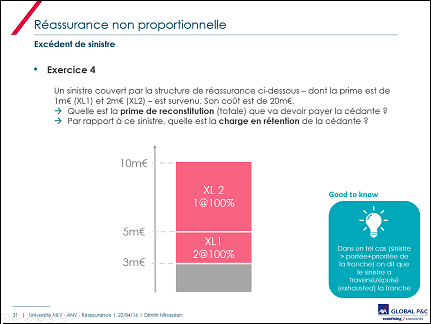 Réassurance non proportionnelle
Excédent de sinistre
• Exercice 4
Un sinistre couvert par la structure de réassurance ci-dessous – dont la prime est de
1m€ (XL1) et 2m€ (XL2) – est survenu. Son coût est de 20m€.
→ Quelle est la prime de reconstitution (totale) que va devoir payer la cédante ?
→ Par rapport à ce sinistre, quelle est la charge en rétention de la cédante ?
10m€
XL 2
1@100%
5m€
XL1
2@100%
3m€
Good to know
Dans un tel cas (sinistre
> portée+priorité de
la tranche) on dit que
le sinistre a
traversé/épuisé
(exhausted) la tranche
31 | Université MLV - ANV - Réassurance | 22/04/16 | Dimitri Minassian
AXA GLOBAL P&C
redefining / standards